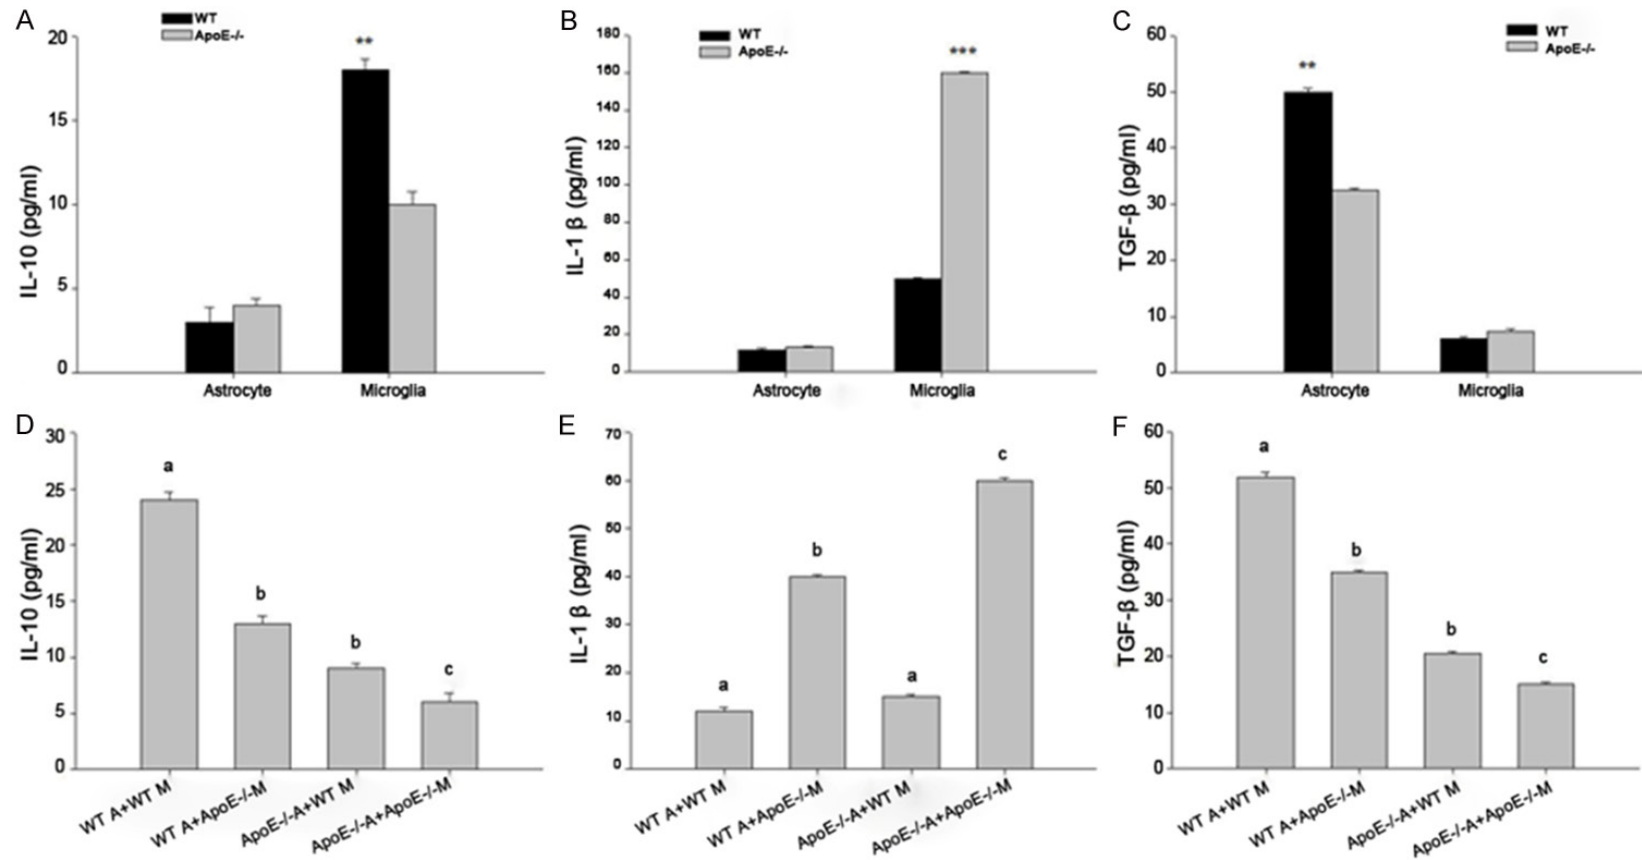 A
WT
ApoE-/-
20
15
10
5
0
IL-10 (pg/ml)
**
Astrocyte
Microglia
B
WT
ApoE-/-
180
160
140
120
100
80
60
40
20
0
IL-1 β (pg/ml)
***
Astrocyte
Microglia
C
WT
ApoE-/-
60
50
40
30
20
10
0
TGF-β (pg/ml)
**
Astrocyte
Microglia
D
30
25
20
15
10
5
0
IL-10 (pg/ml)
a
b
b
c
WT A+WT M
WT A+ApoE-/-M
ApoE-/-A+WT M
ApoE-/-A+ApoE-/-M
E
70
60
50
40
30
20
10
0
IL-1 β (pg/ml)
a
b
a
c
WT A+WT M
WT A+ApoE-/-M
ApoE-/-A+WT M
ApoE-/-A+ApoE-/-M
F
60
50
40
30
20
10
0
TGF-β (pg/ml)
a
b
b
c
WT A+WT M
WT A+ApoE-/-M
ApoE-/-A+WT M
ApoE-/-A+ApoE-/-M